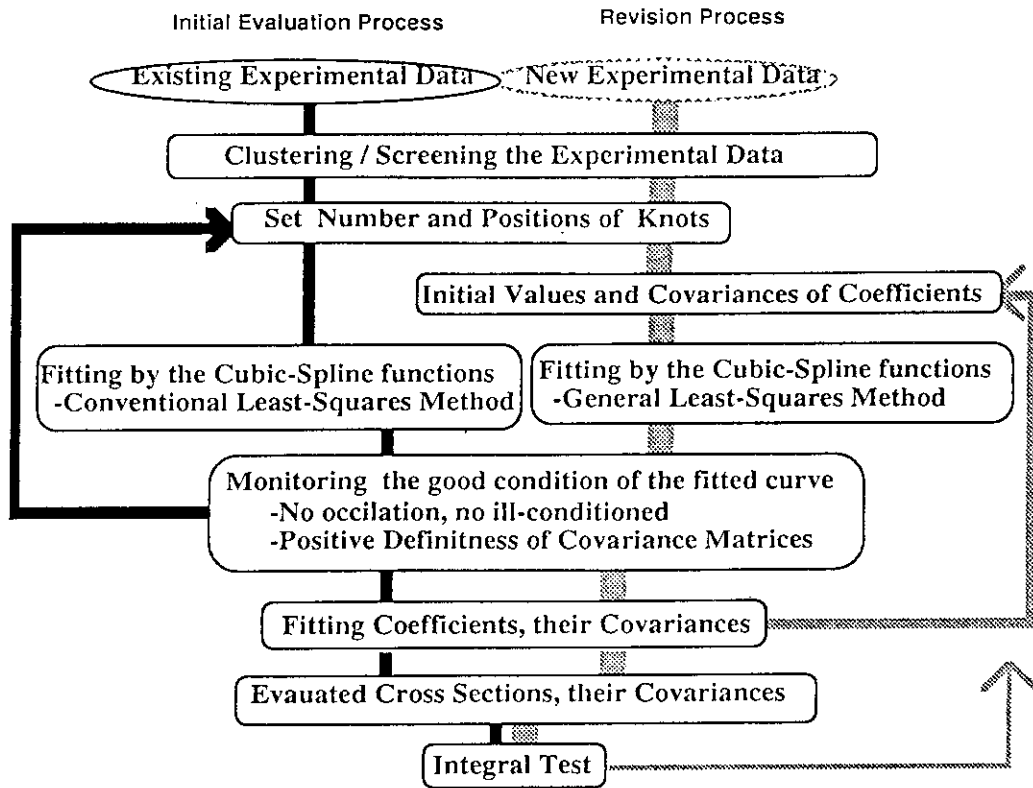 Initial Evaluation Process
Revision Process
Existing Experimental Data
New Experimental Data
Clustering / Screening the Experimental Data
Set Number and Positions of Knots
Initial Values and Covariances of Coefficients
Fitting by the Cubic-Spline functions
-Conventional Least-Squares Method
Fitting by the Cubic-Spline functions
-General Least-Squares Method
Monitoring the good condition of the fitted curve
-No occilation, no ill-conditioned
-Positive Definitness of Covariance Matrices
Fitting Coefficients, their Covariances
Evauated Cross Sections, their Covariances
Integral Test